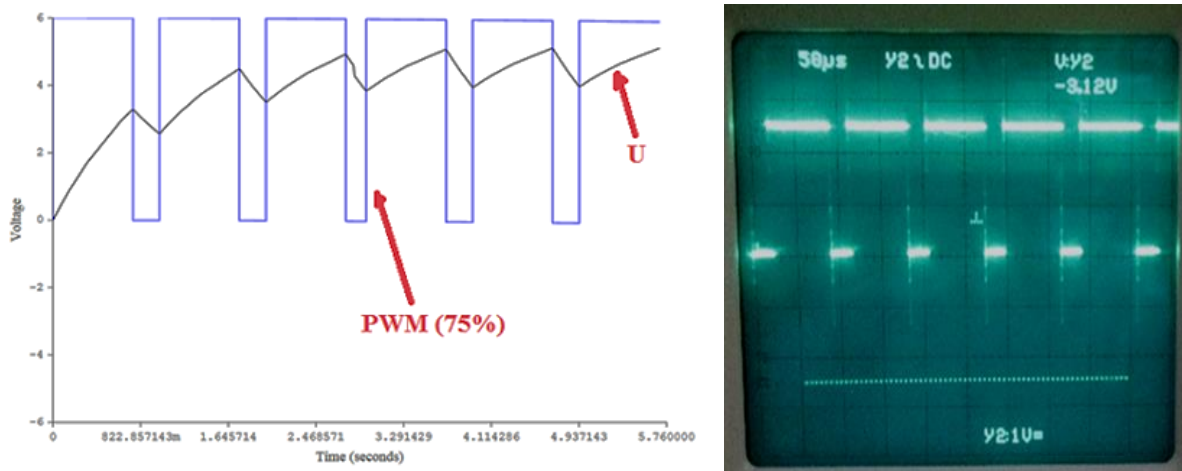 6
4
2
0
-2
-4
-6
Voltage
U
PWM (75%)
0
822.857143m
1.645714
2.468571
3.291429
4.114286
4.937143
5.760000
Time (seconds)
50µs
Y2 DC
V:Y2
-3.12V
Y2:1V=